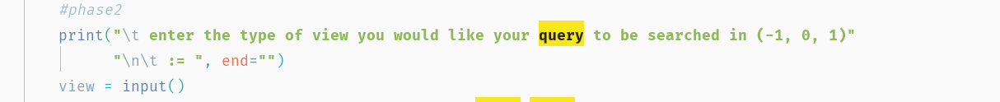 #phase2
print("\t enter the type of view you would like your query to be searched in (-1, 0, 1)"
"\n\t := ", end="")
view = input()